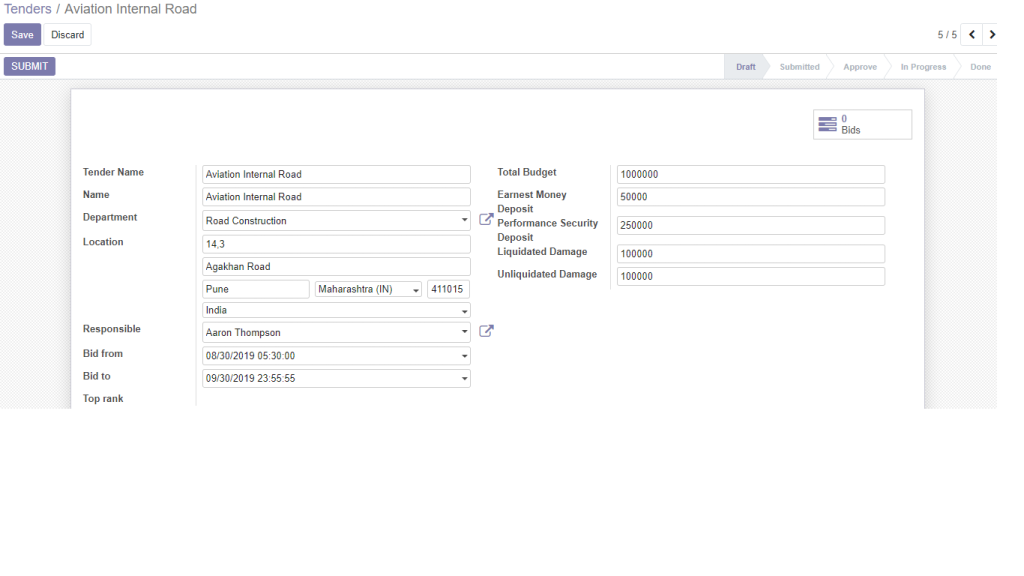 Tenders / Aviation Internal Road
Save Discard 5 / 5
SUBMIT Draft Submitted Approve In Progress Done
0
Bids
Tender Name Aviation Internal Road
Name Aviation Internal Road
Department Road Construction
Location 14,3
Agakhan Road
Pune Maharashtra (IN) 411015
India
Responsible Aaron Thompson
Bid from 08/30/2019 05:30:00
Bid to 09/30/2019 23:55:55
Top rank
Total Budget 1000000
Earnest Money 50000
Deposit
Performance Security 250000
Deposit
Liquidated Damage 100000
Unliquidated Damage 100000